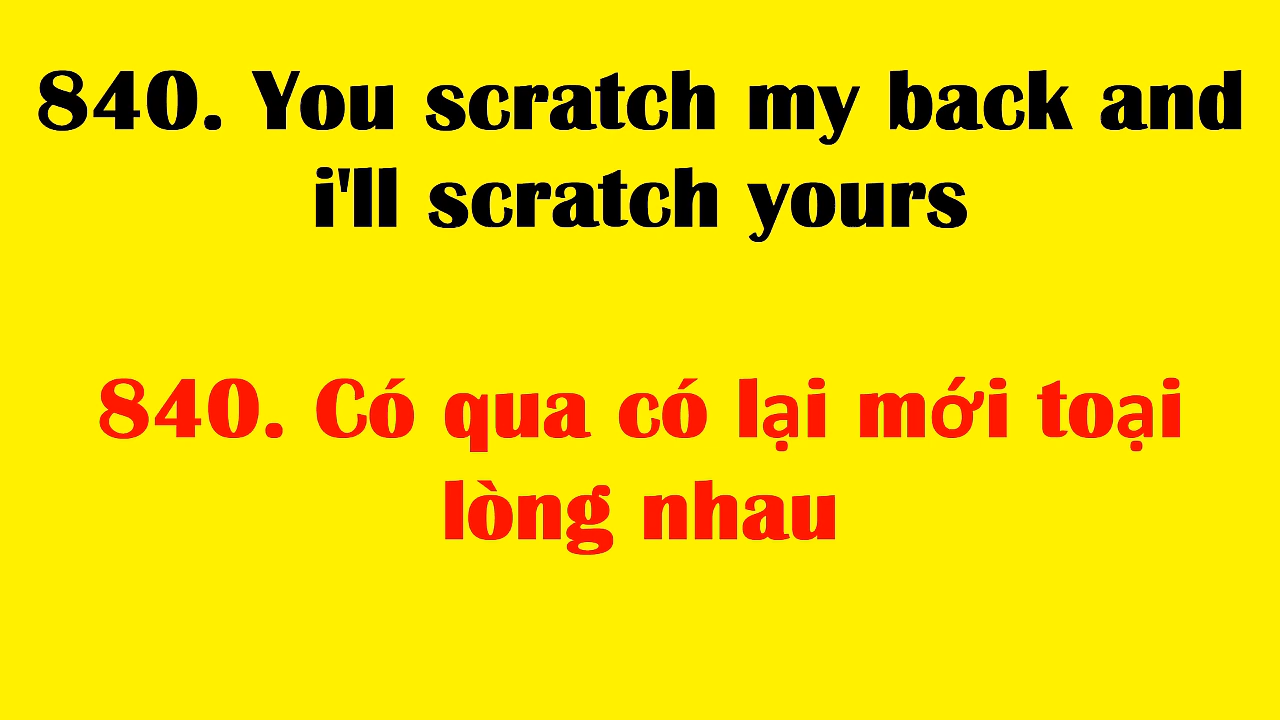 840. You scratch my back and
i'll scratch yours
840. Có qua có lại mới toại
lòng nhau